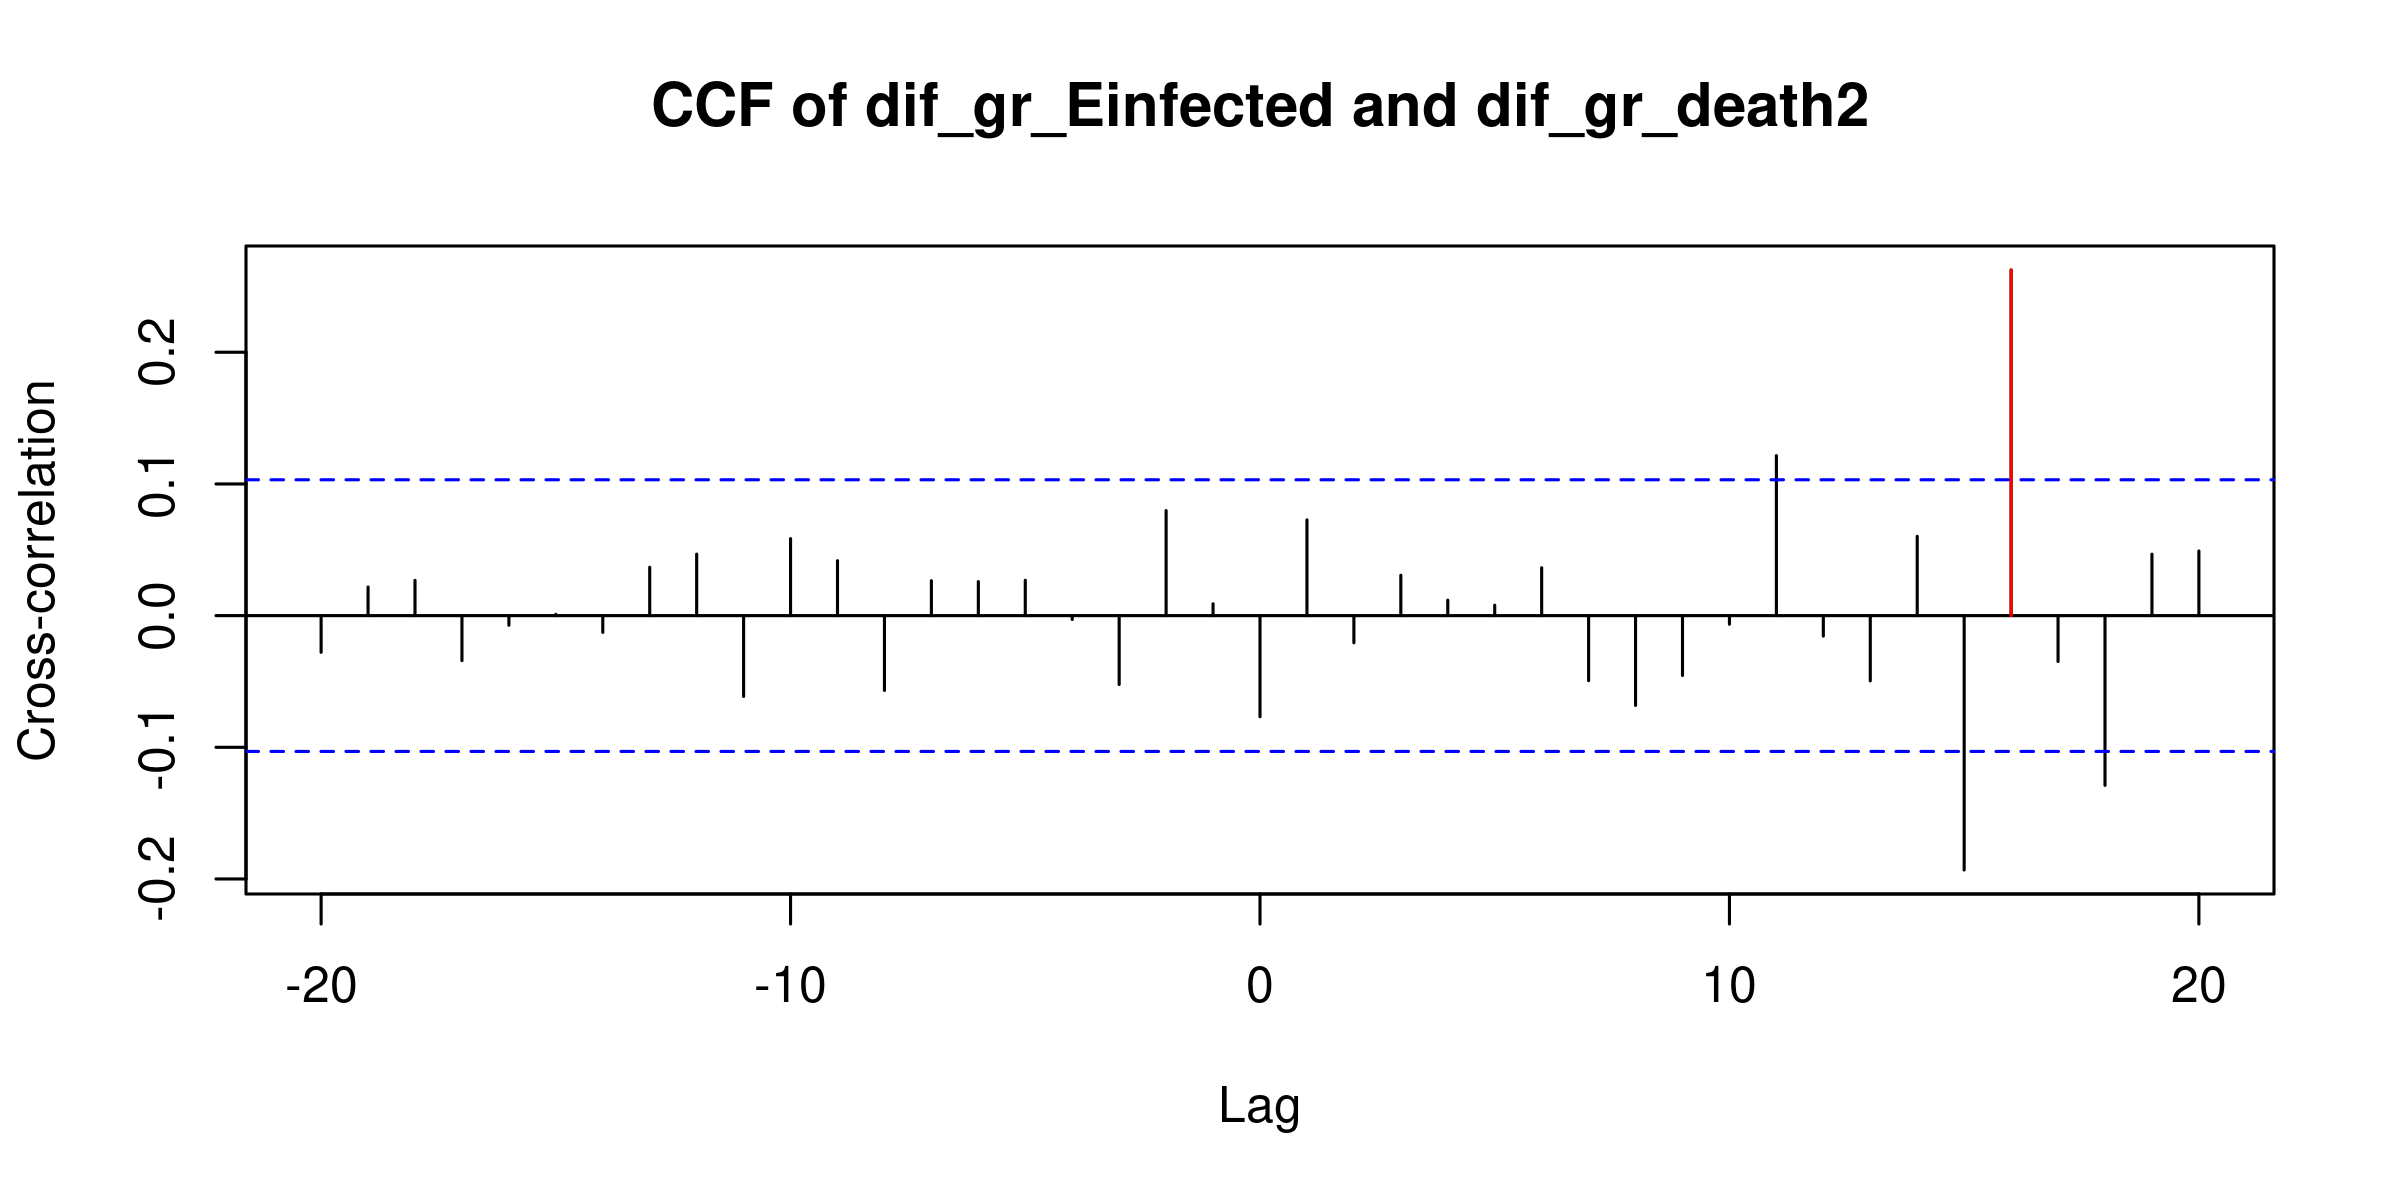 CCF of dif_gr_Einfected and dif_gr_death2
Cross-correlation
0.2
0.1
0.0
-0.1
-0.2
-20 -10 0 10 20
Lag